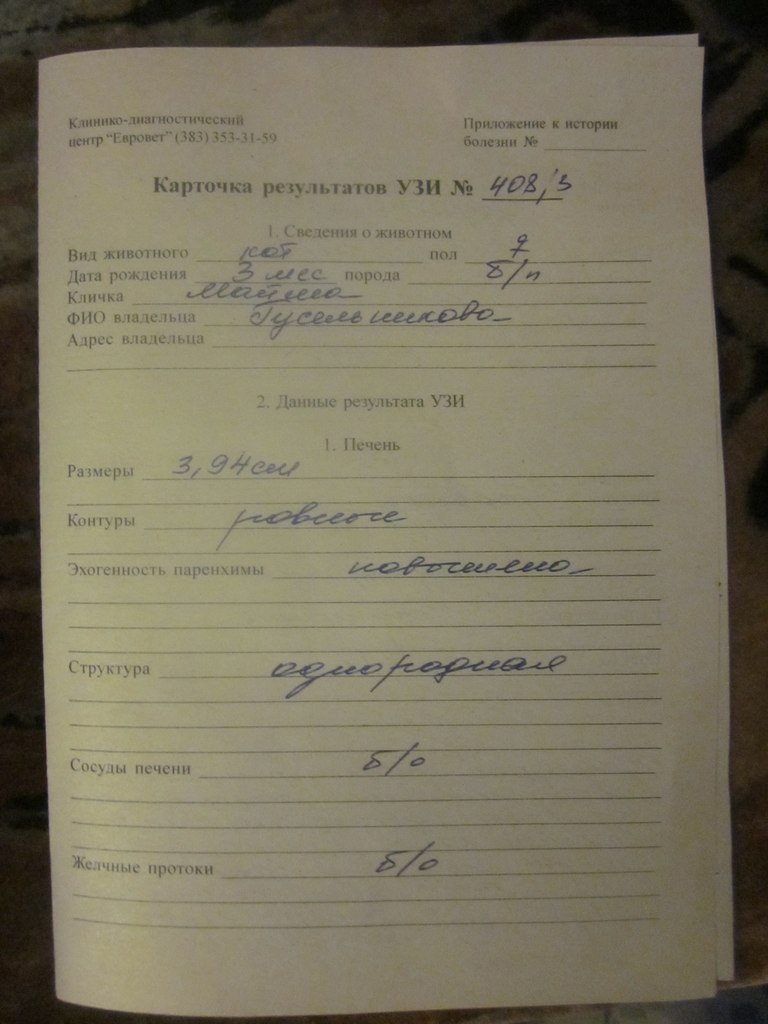 Клинико-диагностический
центр "Евровет" (383) 353-31-59
Приложение к истории
болезни №
Карточка результатов УЗИ № 408/3
1. Сведения о животном
Вид животного кот пол ♀
Дата рождения 3 мес порода б/п
Кличка
ФИО владельца Гусельникова
Адрес владельца
2. Данные результата УЗИ
1. Печень
Размеры 3,94см
Контуры ровные
Эхогенность паренхимы повышена
Структура однородная
Сосуды печени б/о
Желчные протоки б/о